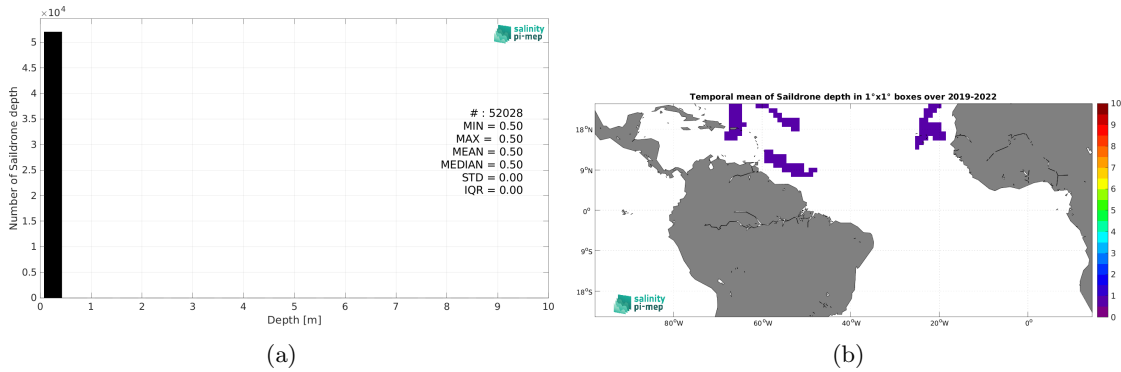 ×10⁴
5
4.5
4
3.5
3
2.5
2
1.5
1
0.5
0
0
1
2
3
4
5
6
7
8
9
10
Number of Saildrone depth
Depth [m]
salinity
pi-mep
# : 52028
MIN = 0.50
MAX = 0.50
MEAN = 0.50
MEDIAN = 0.50
STD = 0.00
IQR = 0.00
(a)
Temporal mean of Saildrone depth in 1°x1° boxes over 2019-2022
18°N
9°N
0°
9°S
18°S
80°W
60°W
40°W
20°W
0°
salinity
pi-mep
10
9
8
7
6
5
4
3
2
1
0
(b)